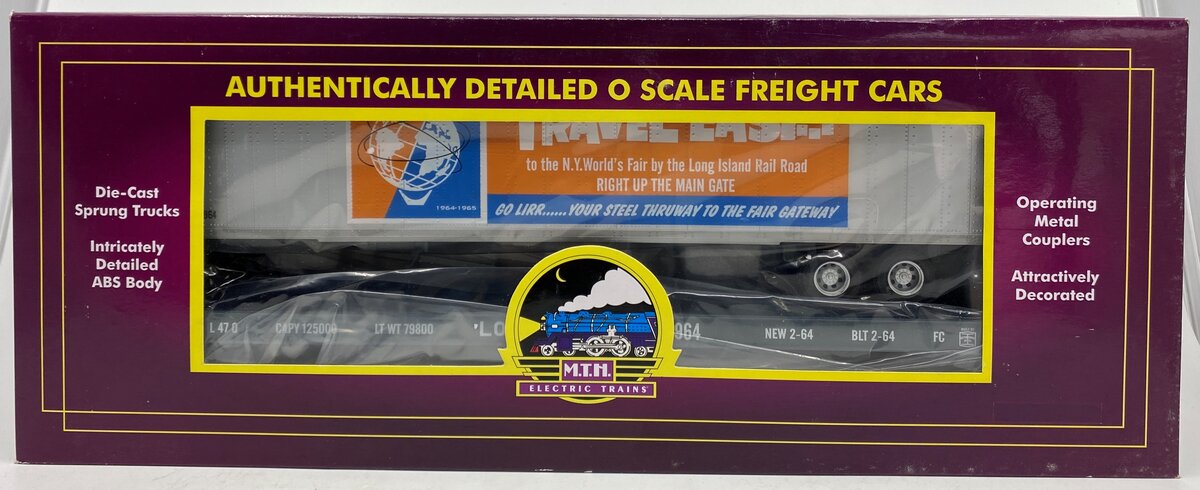 AUTHENTICALLY DETAILED O SCALE FREIGHT CARS
Die-Cast
Sprung Trucks
Intricately
Detailed
ABS Body
TRAVEL EASY...
to the N.Y. World's Fair by the Long Island Rail Road
RIGHT UP THE MAIN GATE
GO LIRR......YOUR STEEL THRUWAY TO THE FAIR GATEWAY
1964-1965
Operating
Metal
Couplers
Attractively
Decorated
L 47 0 CAPY 125000 LT WT 79800 'LO 964 NEW 2-64 BLT 2-64 FC
M.T.H.
ELECTRIC TRAINS